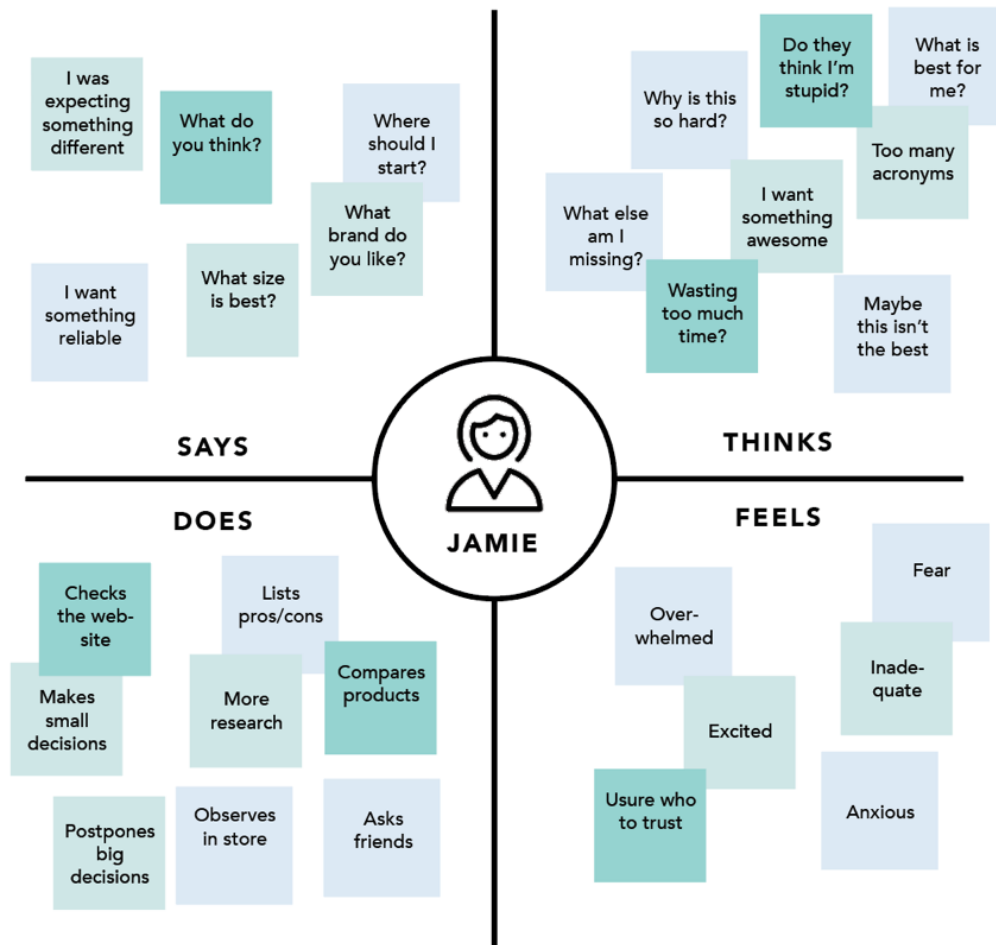 I was
expecting
something
different
What do
you think?
Where
should I
start?
What
brand do
you like?
What size
is best?
I want
something
reliable
SAYS
Do they
think I'm
stupid?
What is
best for
me?
Why is this
so hard?
Too many
acronyms
I want
something
awesome
What else
am I
missing?
Wasting
too much
time?
Maybe
this isn't
the best
THINKS
JAMIE
DOES
Checks
the web-
site
Lists
pros/cons
Compares
products
Makes
small
decisions
More
research
Postpones
big
decisions
Observes
in store
Asks
friends
FEELS
Fear
Over-
whelmed
Inade-
quate
Excited
Usure who
to trust
Anxious